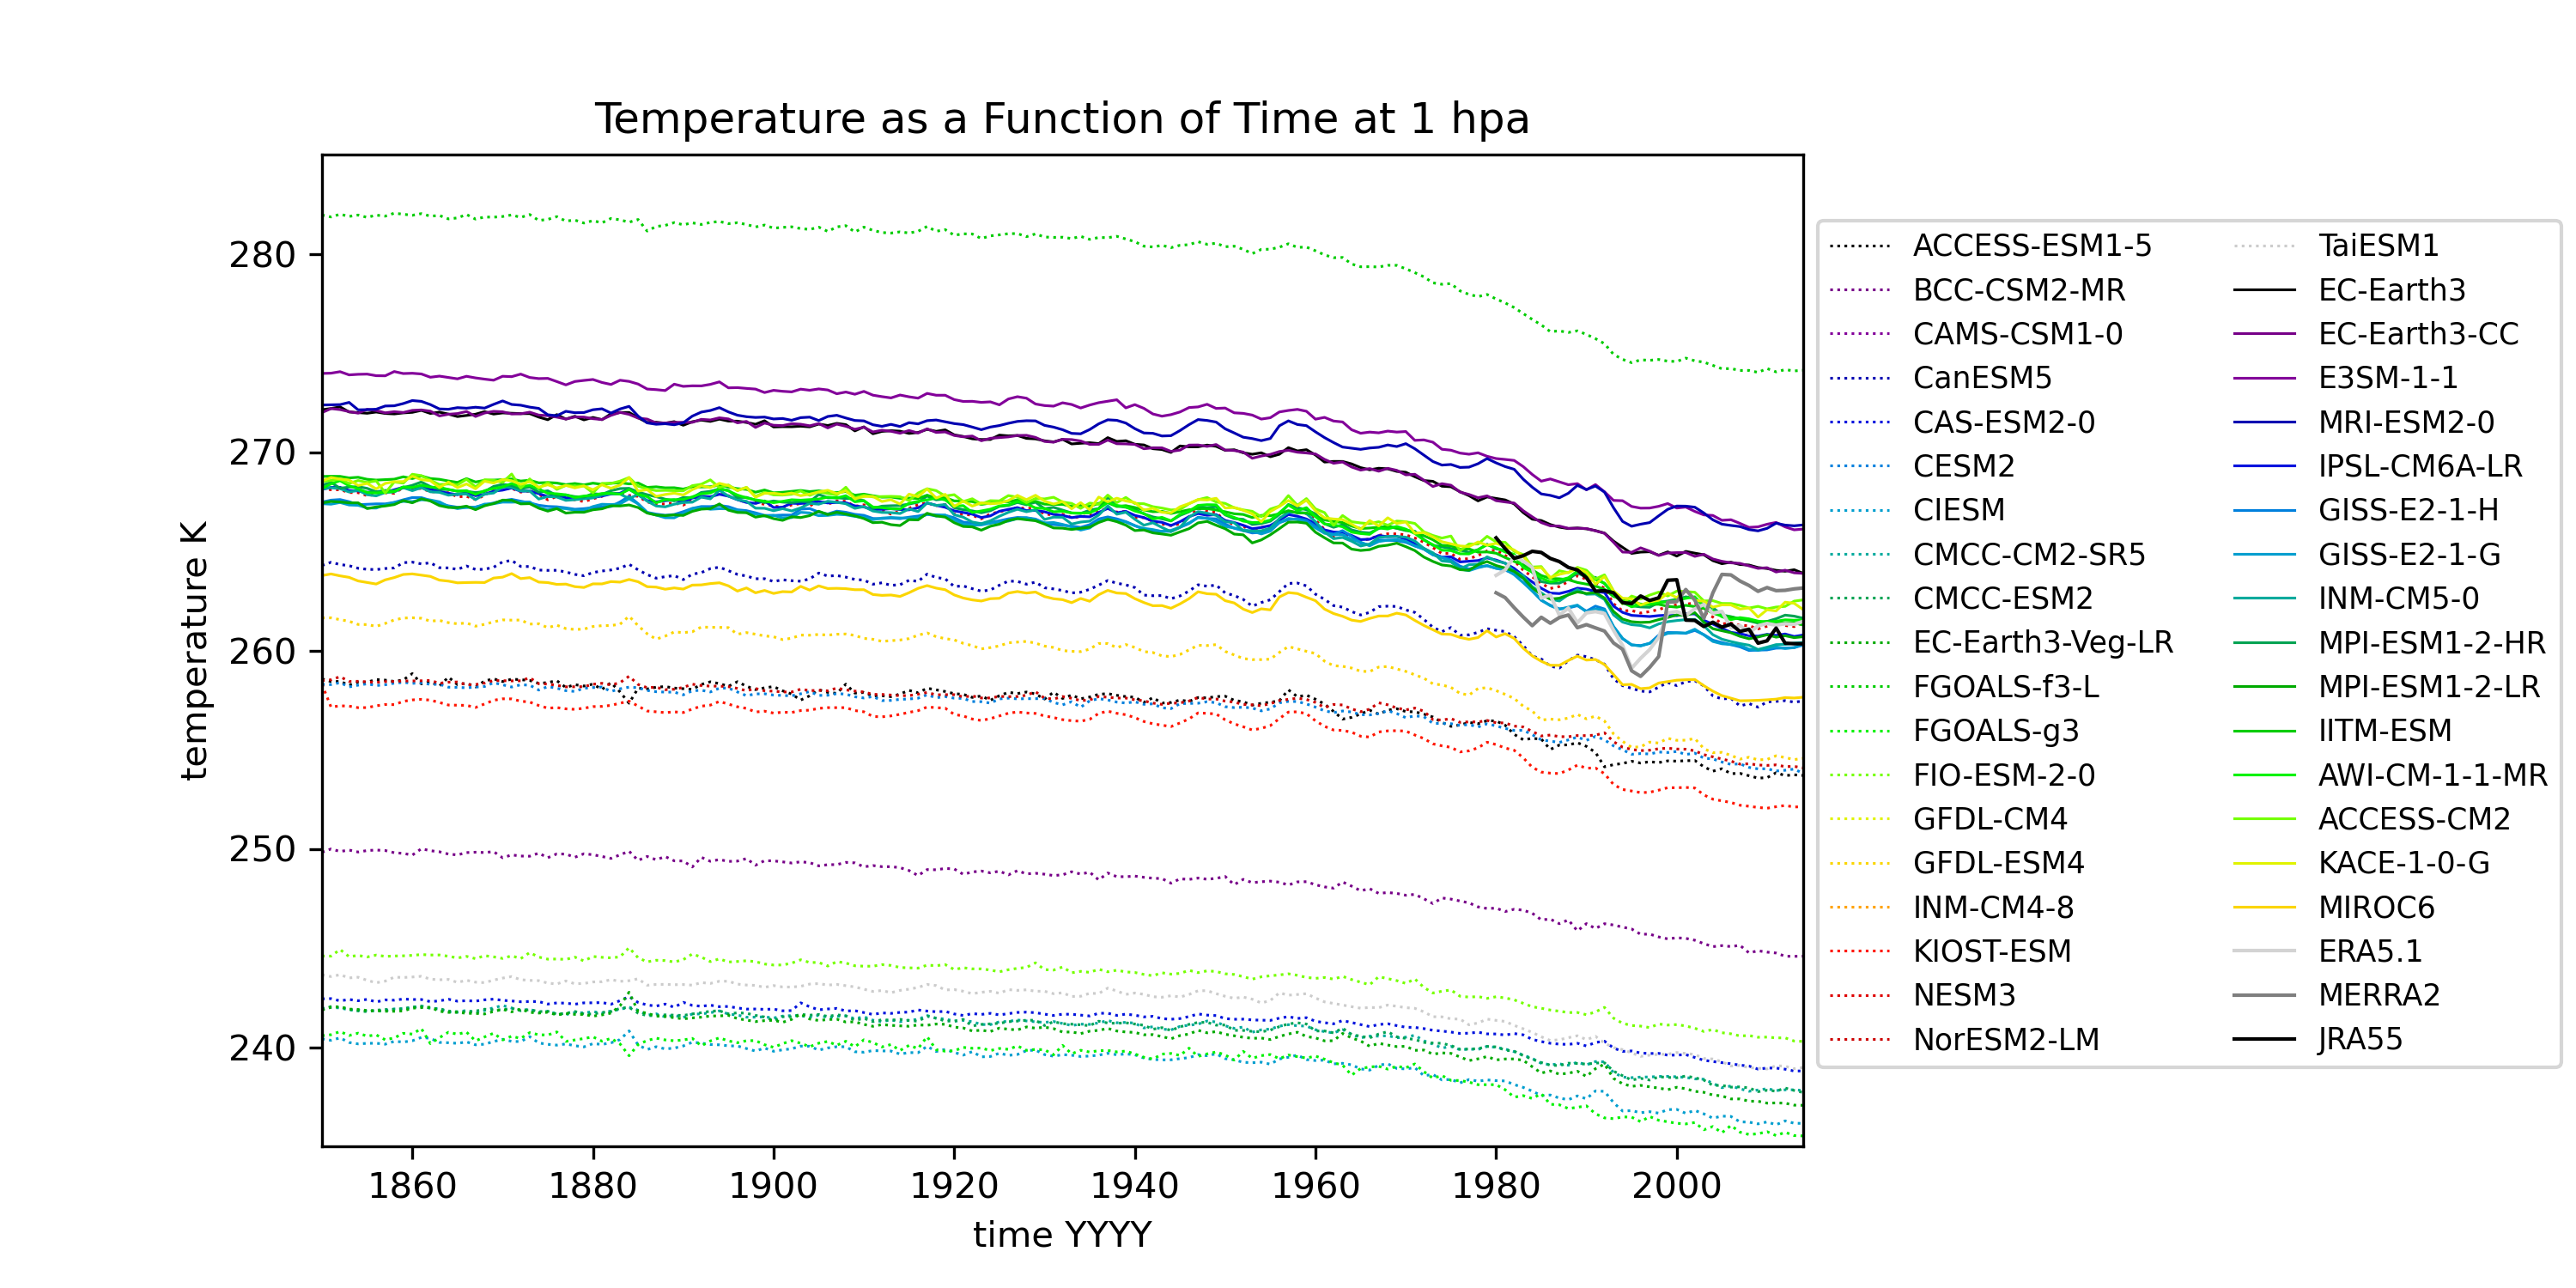 Temperature as a Function of Time at 1 hpa
temperature K
280
270
260
250
240
1860 1880 1900 1920 1940 1960 1980 2000
time YYYY
ACCESS-ESM1-5
BCC-CSM2-MR
CAMS-CSM1-0
CanESM5
CAS-ESM2-0
CESM2
CIESM
CMCC-CM2-SR5
CMCC-ESM2
EC-Earth3-Veg-LR
FGOALS-f3-L
FGOALS-g3
FIO-ESM-2-0
GFDL-CM4
GFDL-ESM4
INM-CM4-8
KIOST-ESM
NESM3
NorESM2-LM
TaiESM1
EC-Earth3
EC-Earth3-CC
E3SM-1-1
MRI-ESM2-0
IPSL-CM6A-LR
GISS-E2-1-H
GISS-E2-1-G
INM-CM5-0
MPI-ESM1-2-HR
MPI-ESM1-2-LR
IITM-ESM
AWI-CM-1-1-MR
ACCESS-CM2
KACE-1-0-G
MIROC6
ERA5.1
MERRA2
JRA55